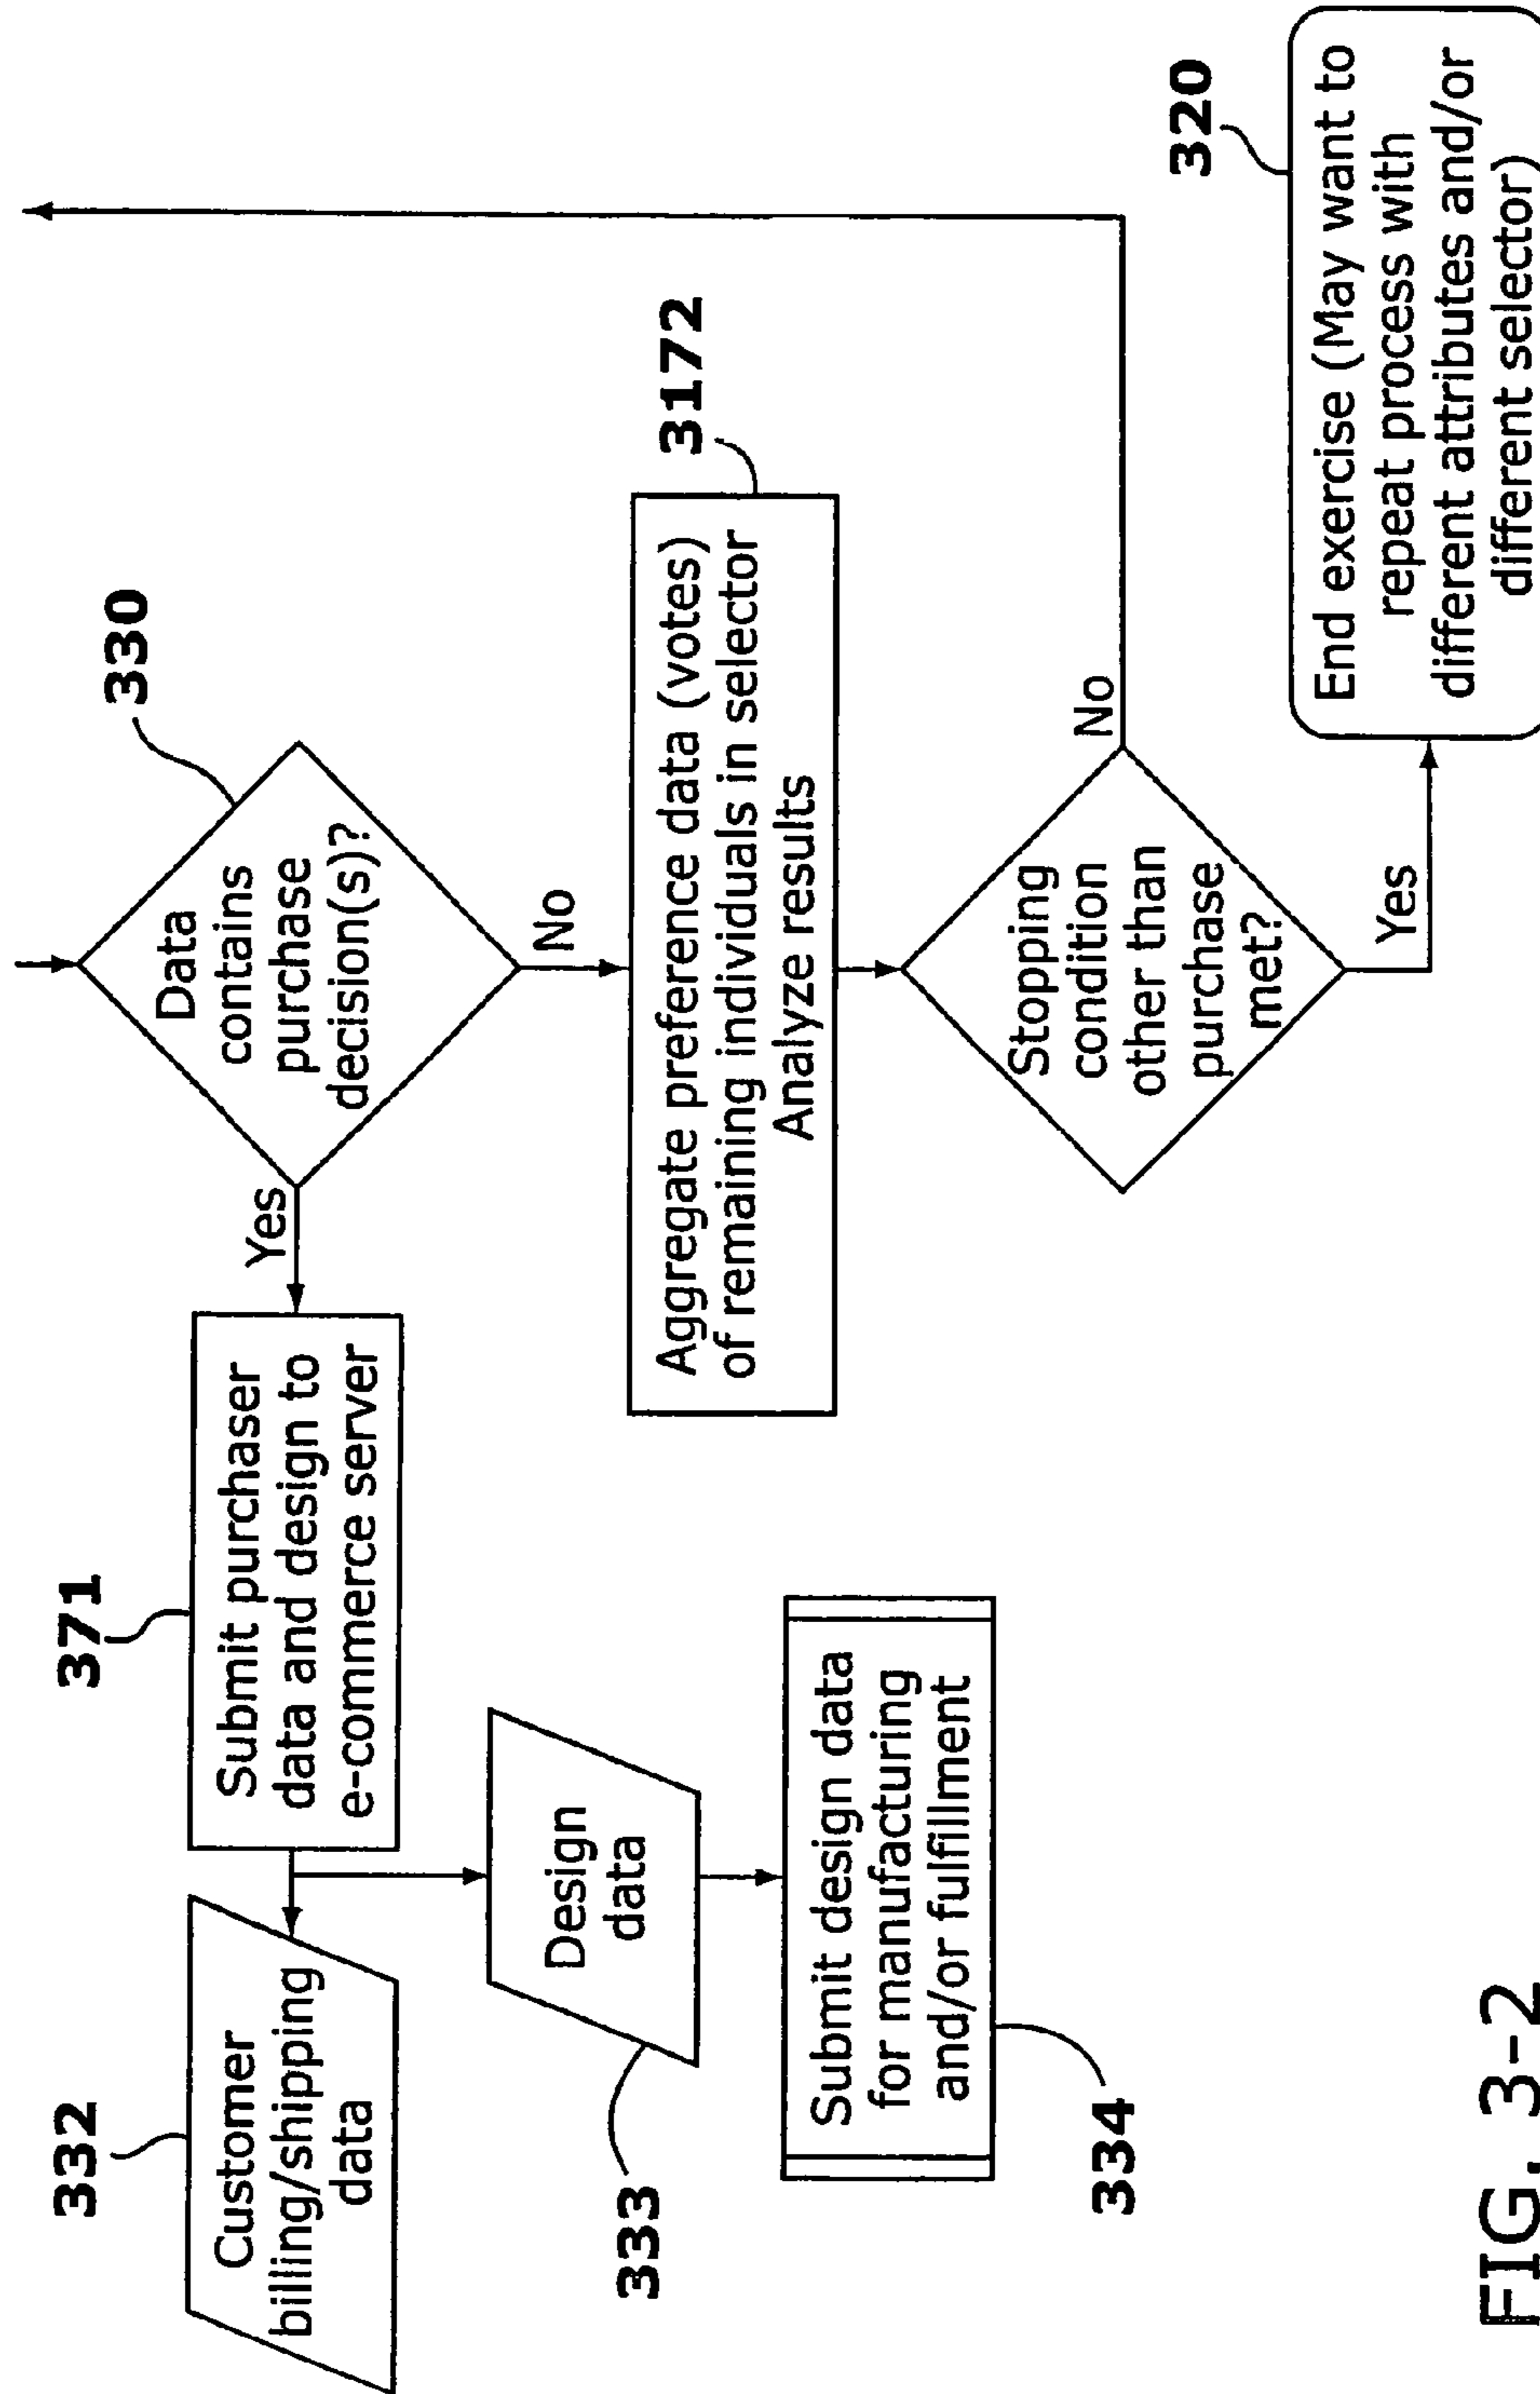 330
Data
contains
purchase
decision(s)?
Yes
No
371
Submit purchaser
data and design to
e-commerce server
332
Customer
billing/shipping
data
333
Design
data
334
Submit design data
for manufacturing
and/or fulfillment
3172
Aggregate preference data (votes)
of remaining individuals in selector
Analyze results
Stopping
condition
other than
purchase
met?
No
Yes
320
End exercise (May want to
repeat process with
different attributes and/or
different selector)
FIG. 3-2